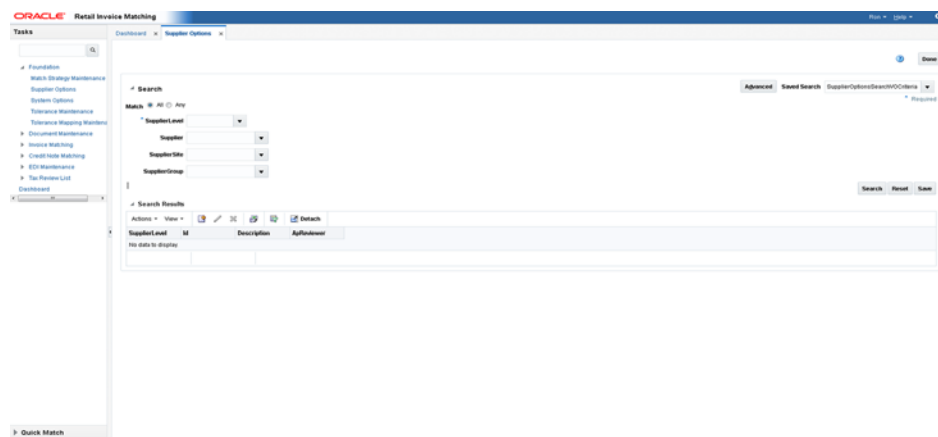 ORACLE® Retail Invoice Matching
Ron Help
Tasks
Dashboard × Supplier Options ×
Done
Foundation
Match Strategy Maintenance
Supplier Options
System Options
Tolerance Maintenance
Tolerance Mapping Maintena
Document Maintenance
Invoice Matching
Credit Note Matching
EDI Maintenance
Tax Review List
Dashboard
Search
Advanced Saved Search SupplierOptionsSearchVOCriteria
* Required
Match All Any
* SupplierLevel
Supplier
SupplierSite
SupplierGroup
Search Reset Save
Search Results
Actions View Detach
SupplierLevel Id Description ApReviewer
No data to display
Quick Match